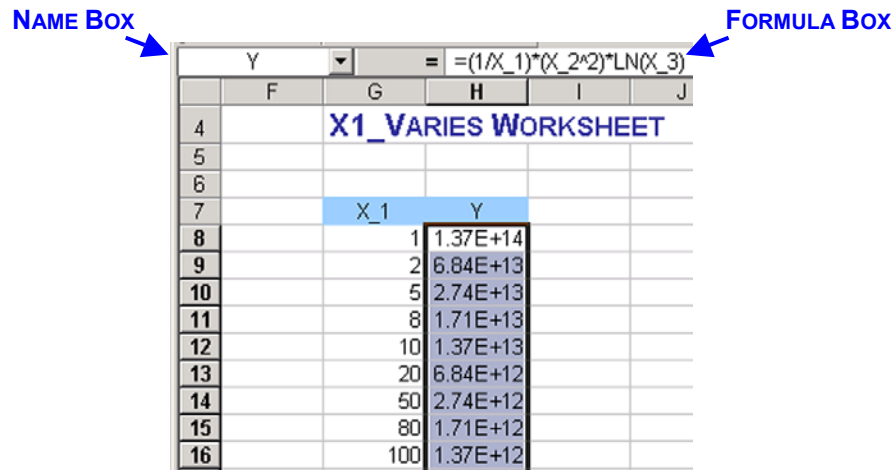 NAME BOX FORMULA BOX
Y = =(1/X_1)*(X_2^2)*LN(X_3)
F G H I J
4 X1_VARIES WORKSHEET
5
6
7 X_1 Y
8 1 1.37E+14
9 2 6.84E+13
10 5 2.74E+13
11 8 1.71E+13
12 10 1.37E+13
13 20 6.84E+12
14 50 2.74E+12
15 80 1.71E+12
16 100 1.37E+12